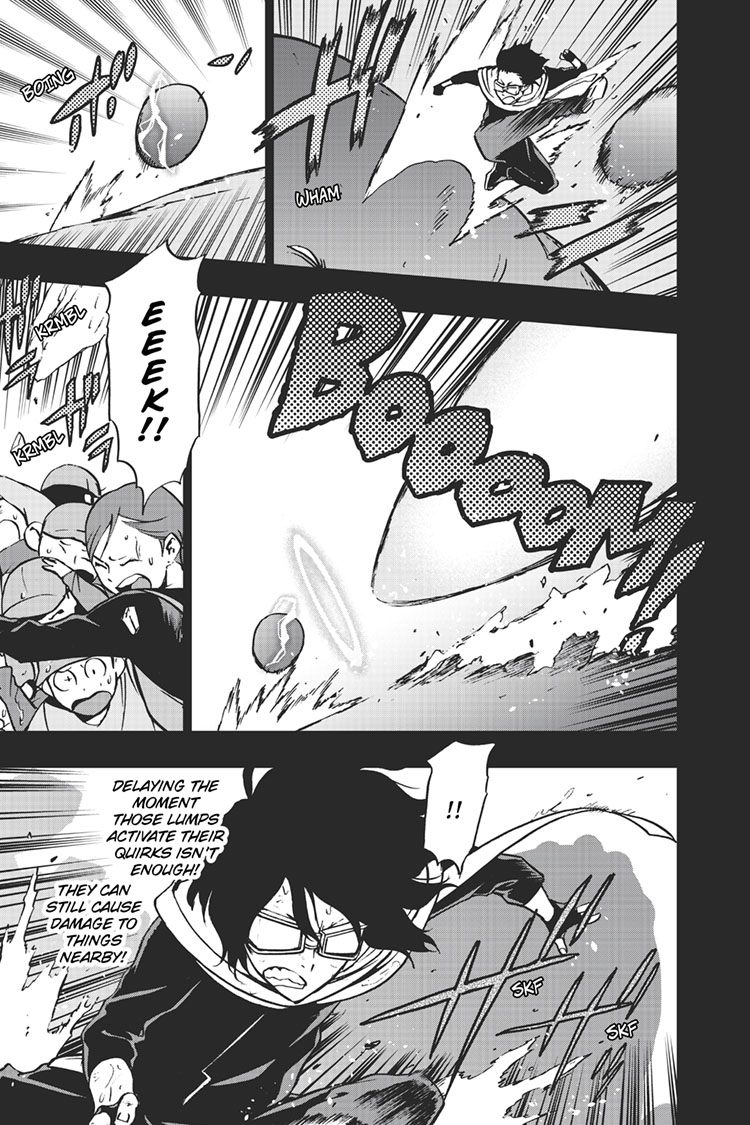 WHAM
BOING
BOOOOOM!
EEEK!!
KRMBL
KRMBL
!!
DELAYING THE
MOMENT
THOSE LUMPS
ACTIVATE THEIR
QUIRKS ISN'T
ENOUGH!
THEY CAN
STILL CAUSE
DAMAGE TO
THINGS
NEARBY!
SKF
SKF